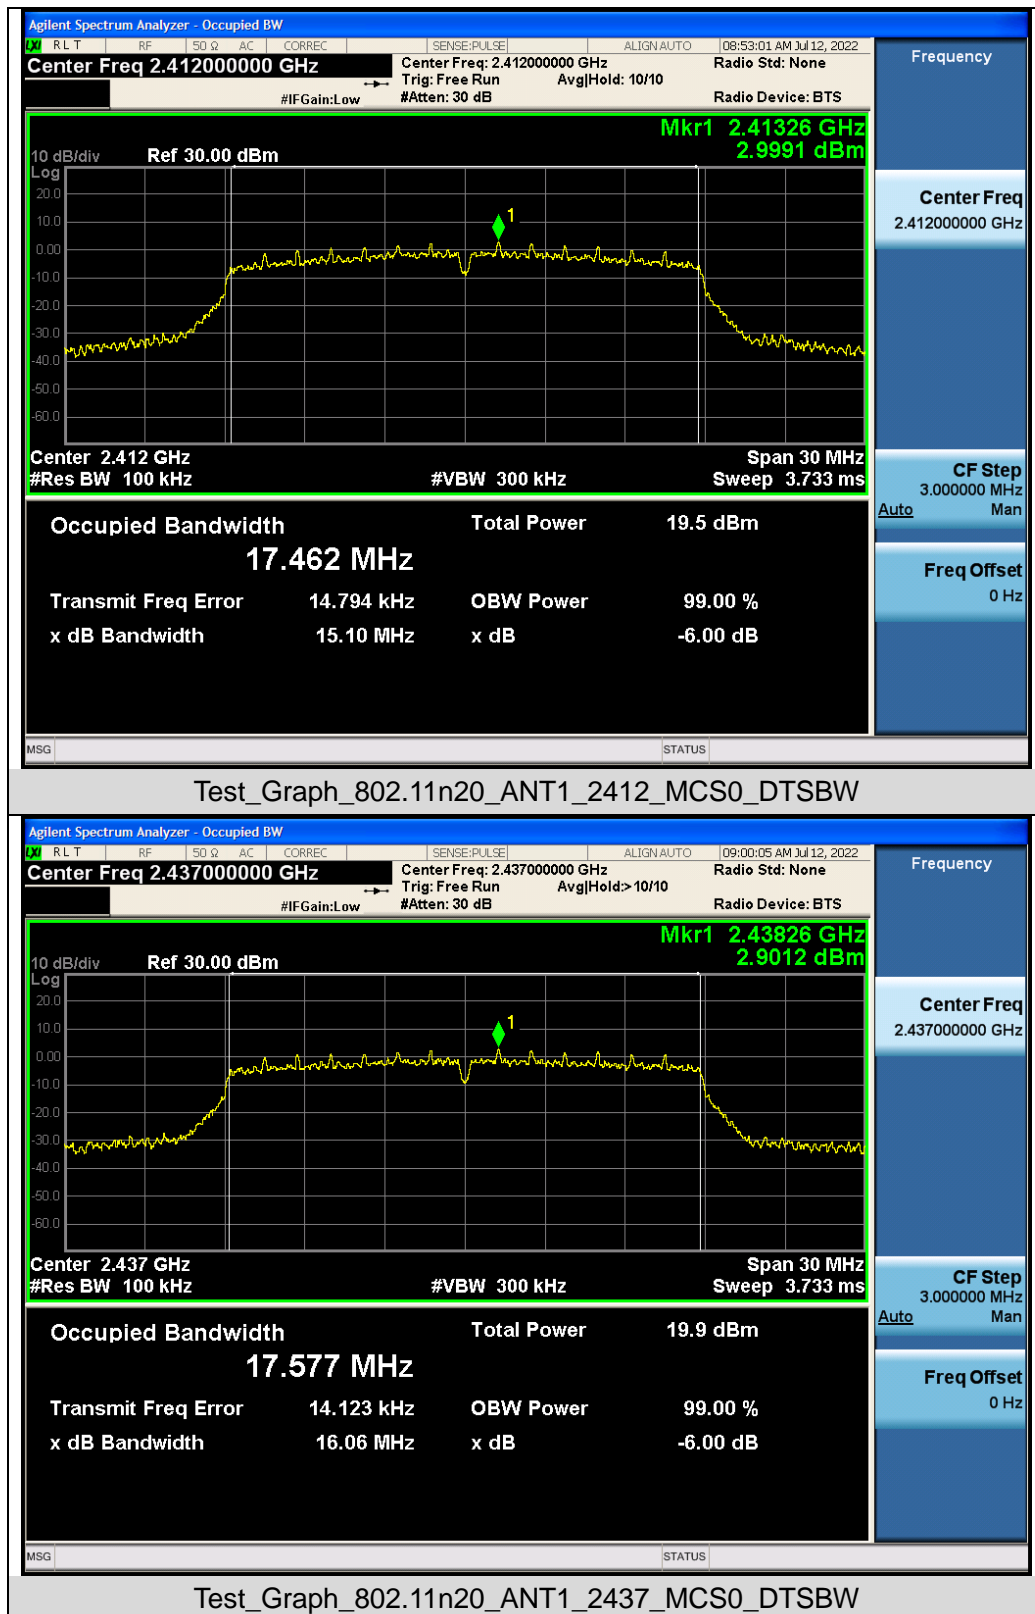 Agilent Spectrum Analyzer - Occupied BW
LXI R L T RF 50 Ω AC CORREC SENSE:PULSE ALIGN AUTO 08:53:01 AM Jul 12, 2022
Center Freq 2.412000000 GHz Center Freq: 2.412000000 GHz Radio Std: None
Trig: Free Run Avg|Hold: 10/10
#IFGain:Low #Atten: 30 dB Radio Device: BTS
Mkr1 2.41326 GHz
2.9991 dBm
10 dB/div Ref 30.00 dBm
Log
20.0
10.0
0.00
-10.0
-20.0
-30.0
-40.0
-50.0
-60.0
1
Center 2.412 GHz Span 30 MHz
#Res BW 100 kHz #VBW 300 kHz Sweep 3.733 ms
Occupied Bandwidth Total Power 19.5 dBm
17.462 MHz
Transmit Freq Error 14.794 kHz OBW Power 99.00 %
x dB Bandwidth 15.10 MHz x dB -6.00 dB
MSG STATUS
Frequency
Center Freq
2.412000000 GHz
CF Step
3.000000 MHz
Auto Man
Freq Offset
0 Hz
Test_Graph_802.11n20_ANT1_2412_MCS0_DTSBW
Agilent Spectrum Analyzer - Occupied BW
LXI R L T RF 50 Ω AC CORREC SENSE:PULSE ALIGN AUTO 09:00:05 AM Jul 12, 2022
Center Freq 2.437000000 GHz Center Freq: 2.437000000 GHz Radio Std: None
Trig: Free Run Avg|Hold:> 10/10
#IFGain:Low #Atten: 30 dB Radio Device: BTS
Mkr1 2.43826 GHz
2.9012 dBm
10 dB/div Ref 30.00 dBm
Log
20.0
10.0
0.00
-10.0
-20.0
-30.0
-40.0
-50.0
-60.0
1
Center 2.437 GHz Span 30 MHz
#Res BW 100 kHz #VBW 300 kHz Sweep 3.733 ms
Occupied Bandwidth Total Power 19.9 dBm
17.577 MHz
Transmit Freq Error 14.123 kHz OBW Power 99.00 %
x dB Bandwidth 16.06 MHz x dB -6.00 dB
MSG STATUS
Frequency
Center Freq
2.437000000 GHz
CF Step
3.000000 MHz
Auto Man
Freq Offset
0 Hz
Test_Graph_802.11n20_ANT1_2437_MCS0_DTSBW